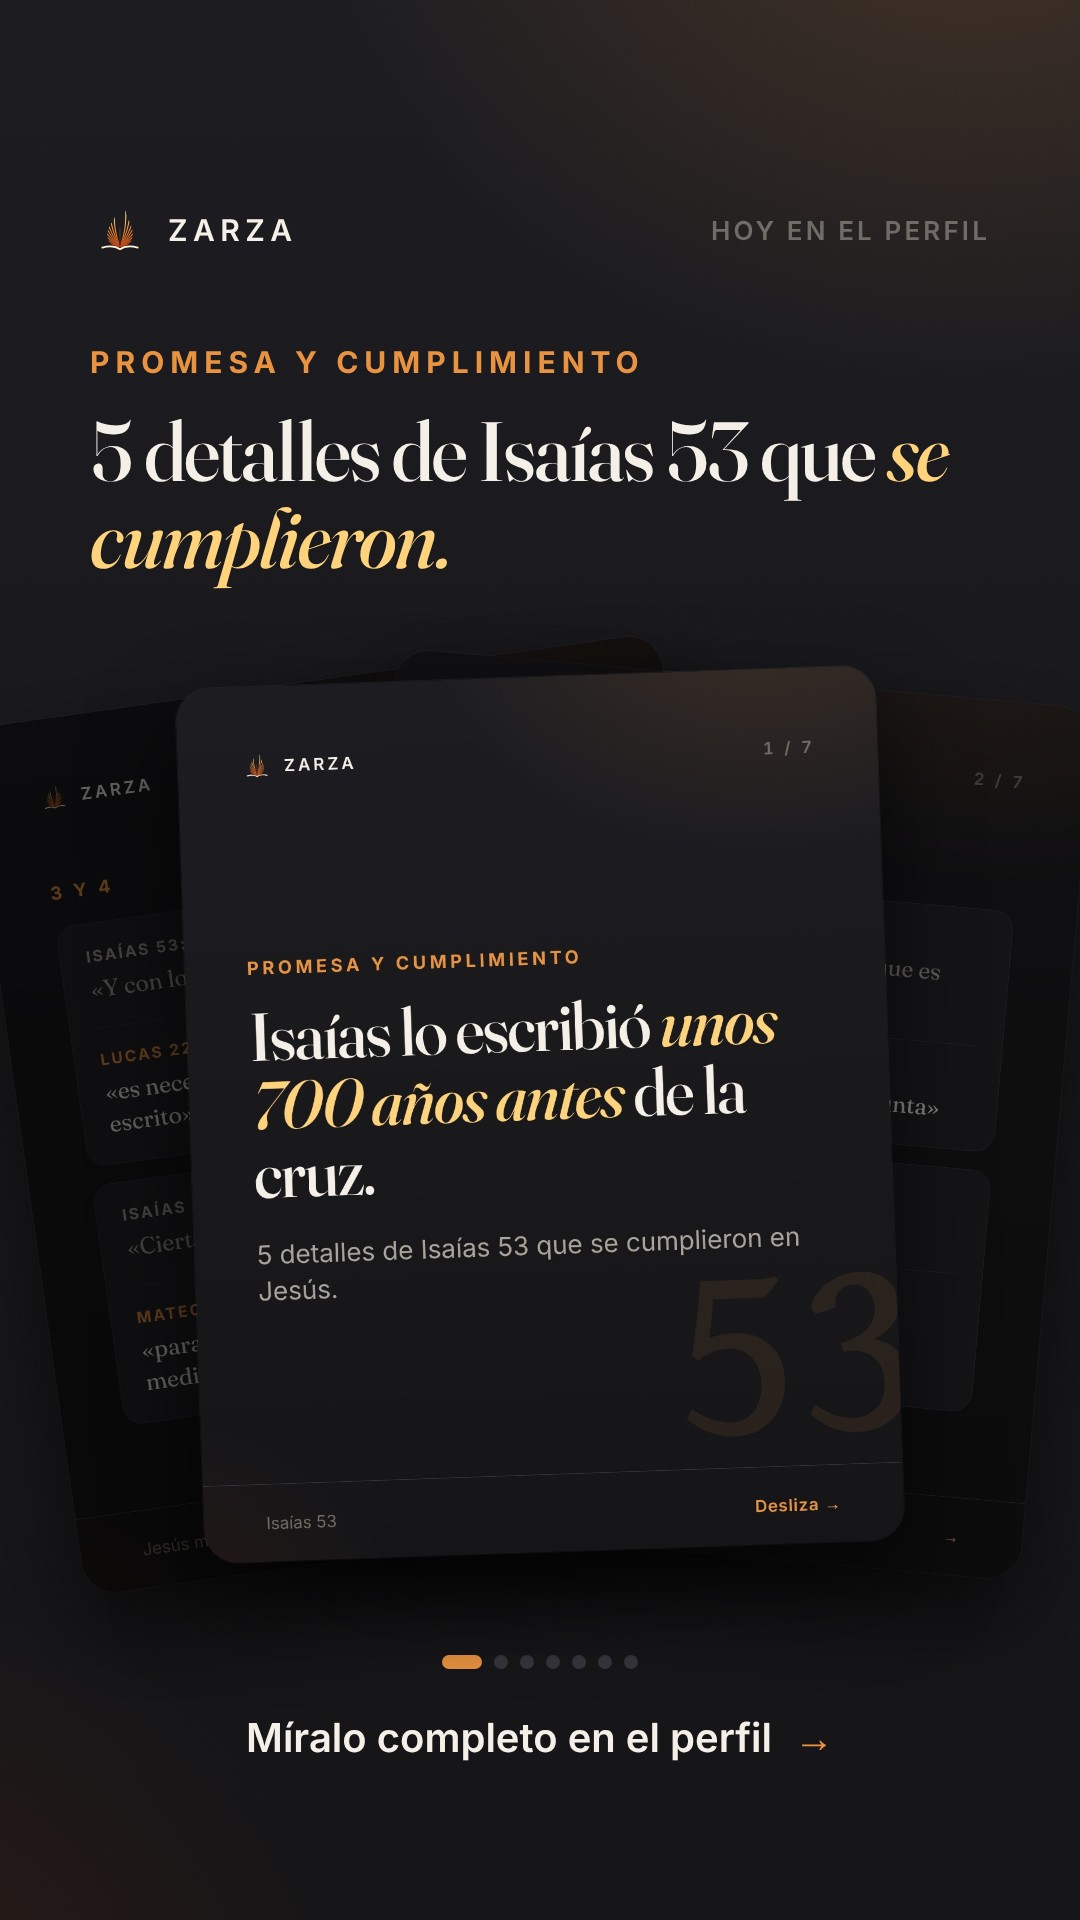 ZARZA
HOY EN EL PERFIL
PROMESA Y CUMPLIMIENTO
5 detalles de Isaías 53 que se
cumplieron.
ZARZA
3 Y 4
ISAÍAS 53:
«Y con lo
LUCAS 22
«es nece
escrito»
ISAÍAS
«Ciert
MATEO
«para
medi
Jesús m
ZARZA
1 / 7
PROMESA Y CUMPLIMIENTO
Isaías lo escribió unos
700 años antes de la
cruz.
5 detalles de Isaías 53 que se cumplieron en
Jesús.
53
Isaías 53
Desliza →
2 / 7
que es
nta»
→
Míralo completo en el perfil →